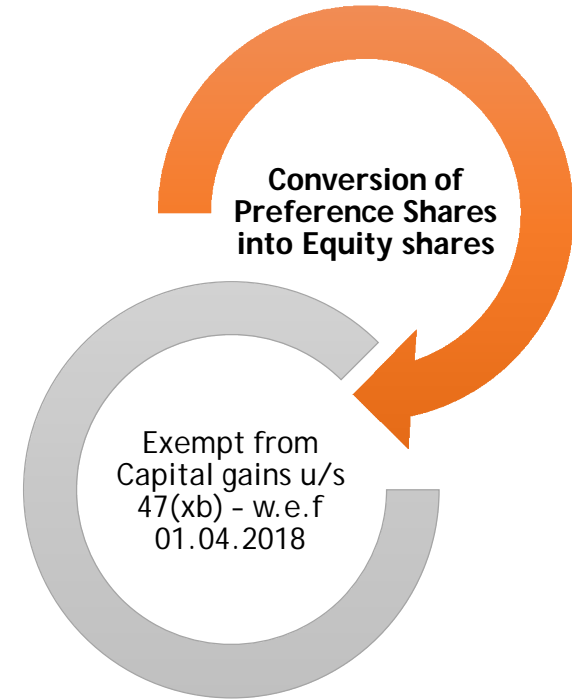 Conversion of
Preference Shares
into Equity shares
Exempt from
Capital gains u/s
47(xb) - w.e.f
01.04.2018